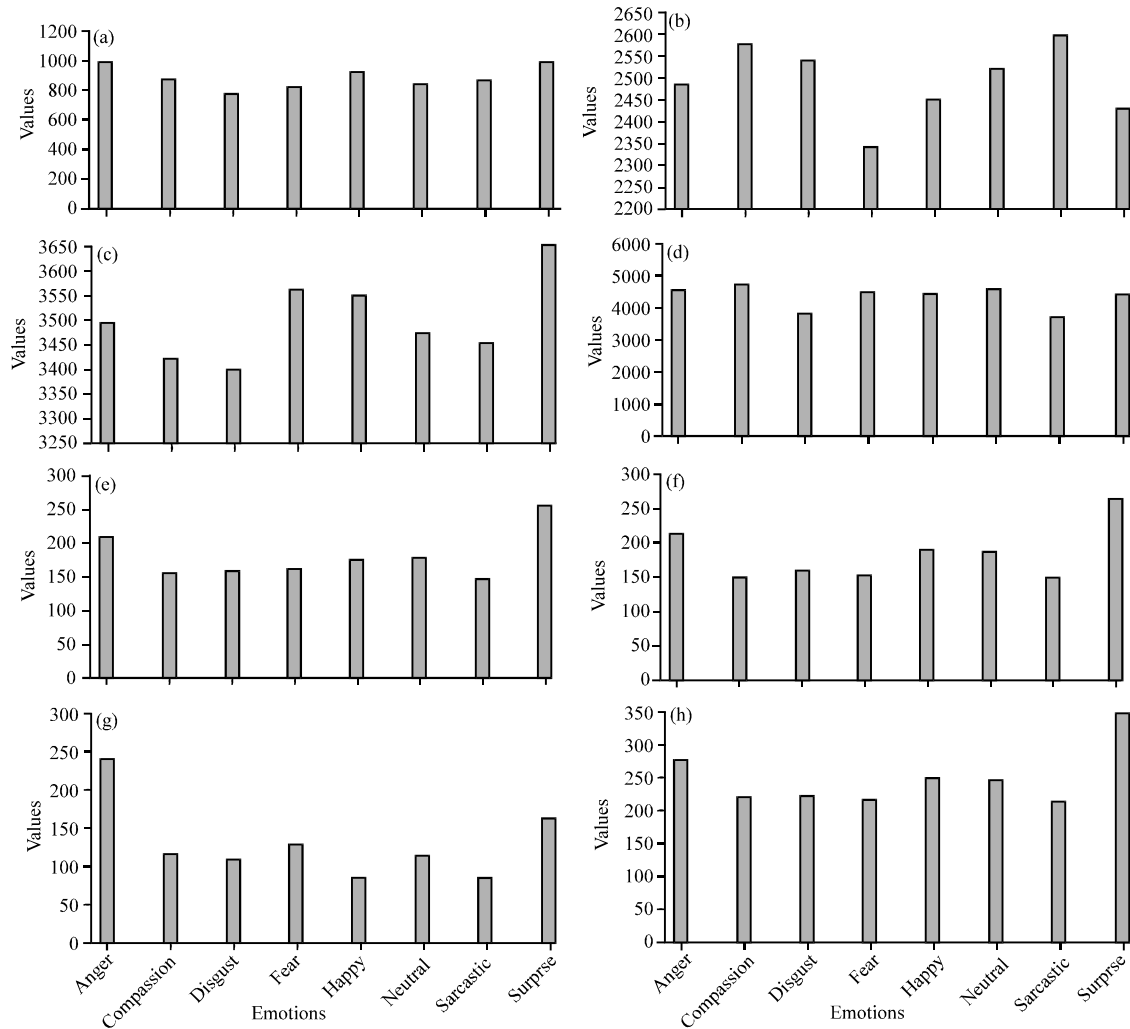 (a)
1200
1000
800
600
400
200
0
Values
(b)
2650
2600
2550
2500
2450
2400
2350
2300
2250
2200
Values
(c)
3650
3600
3550
3500
3450
3400
3350
3300
3250
Values
(d)
6000
5000
4000
3000
2000
1000
0
Values
(e)
300
250
200
150
100
50
0
Values
(f)
300
250
200
150
100
50
0
Values
(g)
300
250
200
150
100
50
0
Values
Anger
Compassion
Disgust
Fear
Happy
Neutral
Sarcastic
Surprse
Emotions
(h)
350
300
250
200
150
100
50
0
Values
Anger
Compassion
Disgust
Fear
Happy
Neutral
Sarcastic
Surprse
Emotions